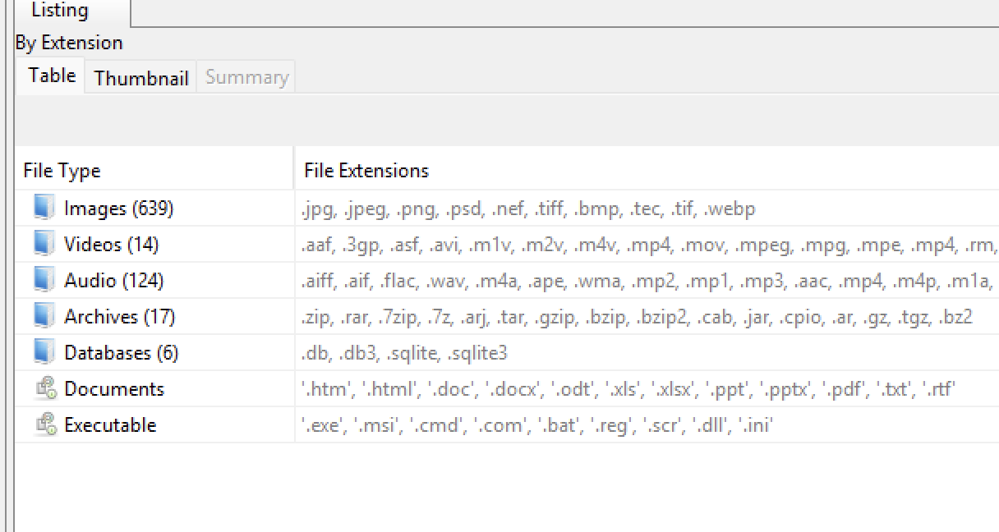 Listing
By Extension
Table Thumbnail Summary
File Type File Extensions
Images (639) .jpg, .jpeg, .png, .psd, .nef, .tiff, .bmp, .tec, .tif, .webp
Videos (14) .aaf, .3gp, .asf, .avi, .m1v, .m2v, .m4v, .mp4, .mov, .mpeg, .mpg, .mpe, .mp4, .rm,
Audio (124) .aiff, .aif, .flac, .wav, .m4a, .ape, .wma, .mp2, .mp1, .mp3, .aac, .mp4, .m4p, .m1a,
Archives (17) .zip, .rar, .7zip, .7z, .arj, .tar, .gzip, .bzip, .bzip2, .cab, .jar, .cpio, .ar, .gz, .tgz, .bz2
Databases (6) .db, .db3, .sqlite, .sqlite3
Documents '.htm', '.html', '.doc', '.docx', '.odt', '.xls', '.xlsx', '.ppt', '.pptx', '.pdf', '.txt', '.rtf'
Executable '.exe', '.msi', '.cmd', '.com', '.bat', '.reg', '.scr', '.dll', '.ini'